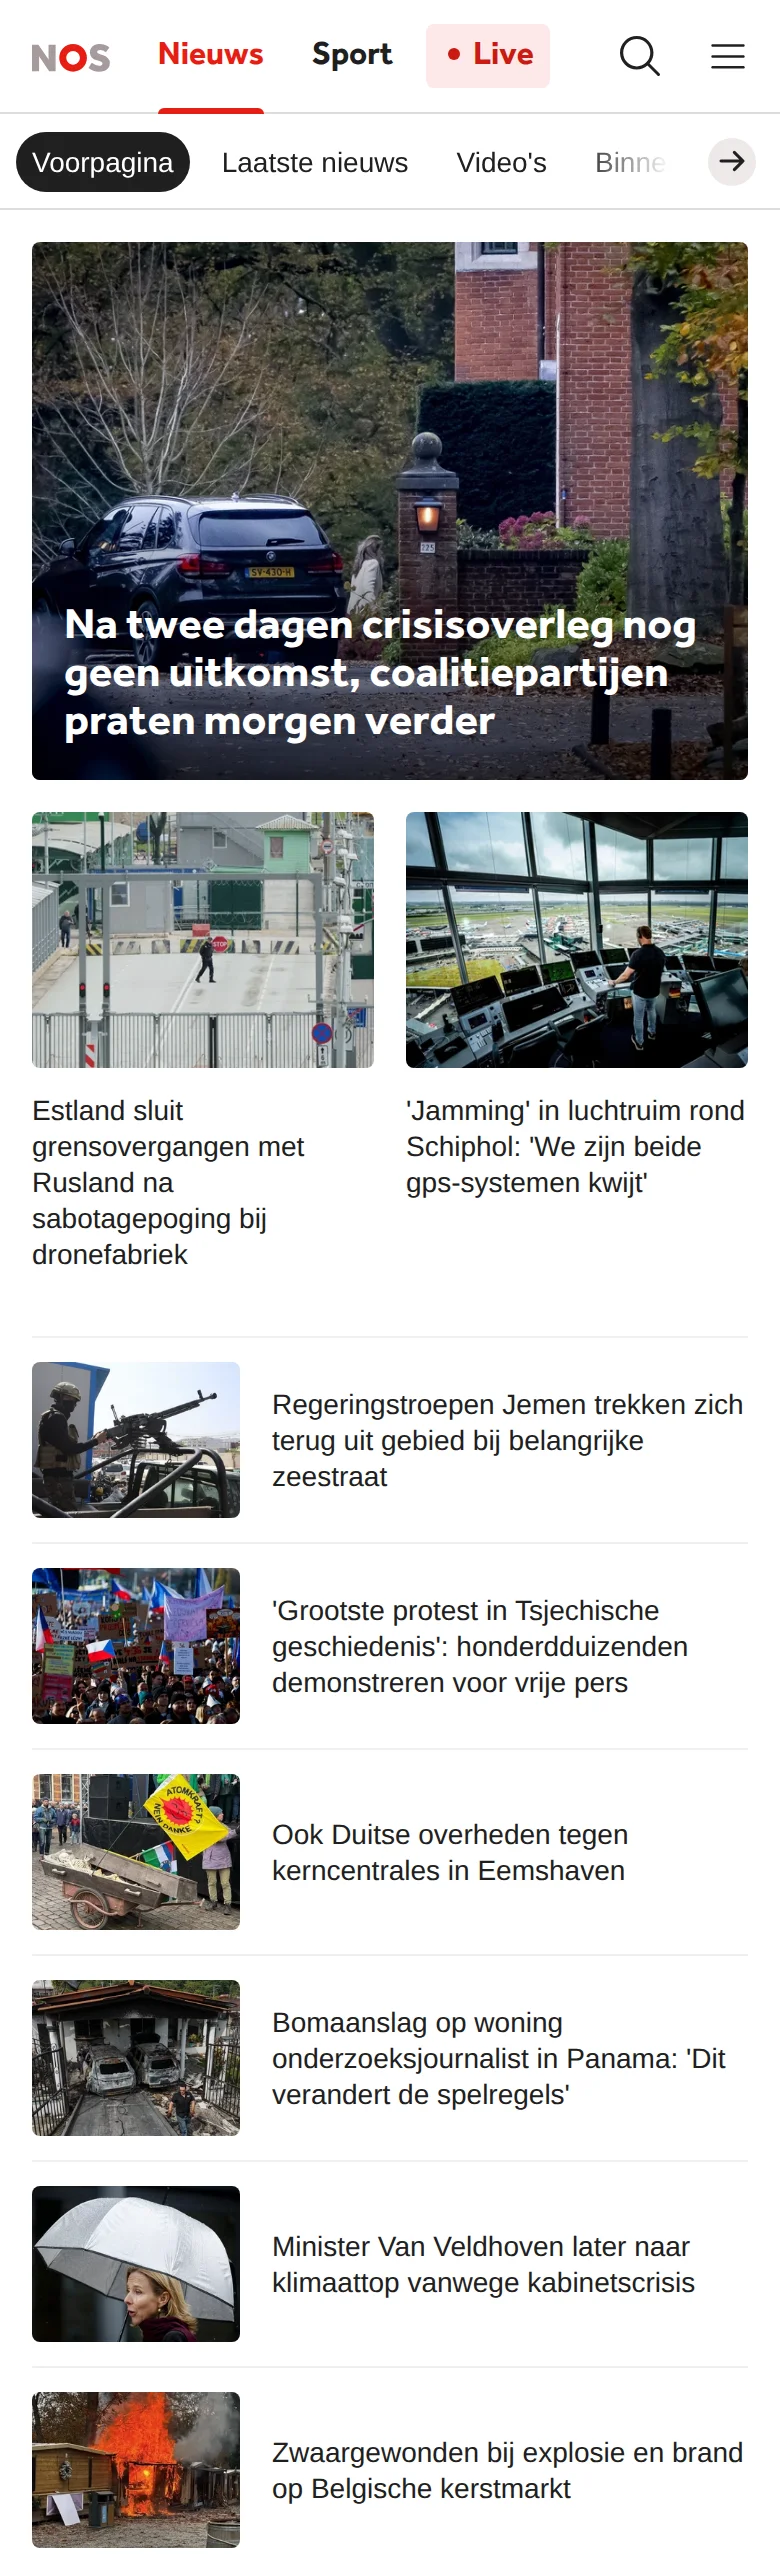 NOS Nieuws Sport Live
Voorpagina Laatste nieuws Video's Binne
SV-430-H
Na twee dagen crisisoverleg nog
geen uitkomst, coalitiepartijen
praten morgen verder
STOP
Estland sluit
grensovergangen met
Rusland na
sabotagepoging bij
dronefabriek
'Jamming' in luchtruim rond
Schiphol: 'We zijn beide
gps-systemen kwijt'
Regeringstroepen Jemen trekken zich
terug uit gebied bij belangrijke
zeestraat
'Grootste protest in Tsjechische
geschiedenis': honderdduizenden
demonstreren voor vrije pers
ATOMKRAFT?
NEIN DANKE
Ook Duitse overheden tegen
kerncentrales in Eemshaven
Bomaanslag op woning
onderzoeksjournalist in Panama: 'Dit
verandert de spelregels'
Minister Van Veldhoven later naar
klimaattop vanwege kabinetscrisis
Zwaargewonden bij explosie en brand
op Belgische kerstmarkt